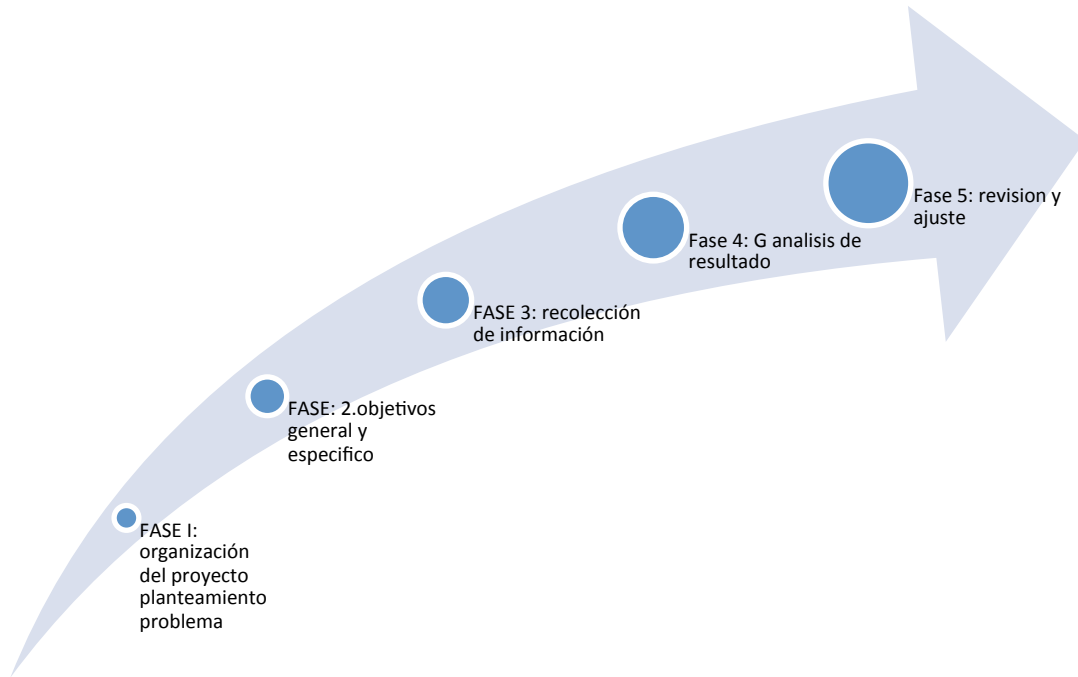 FASE I:
organización
del proyecto
planteamiento
problema
FASE: 2.objetivos
general y
especifico
FASE 3: recolección
de información
Fase 4: G analisis de
resultado
Fase 5: revision y
ajuste